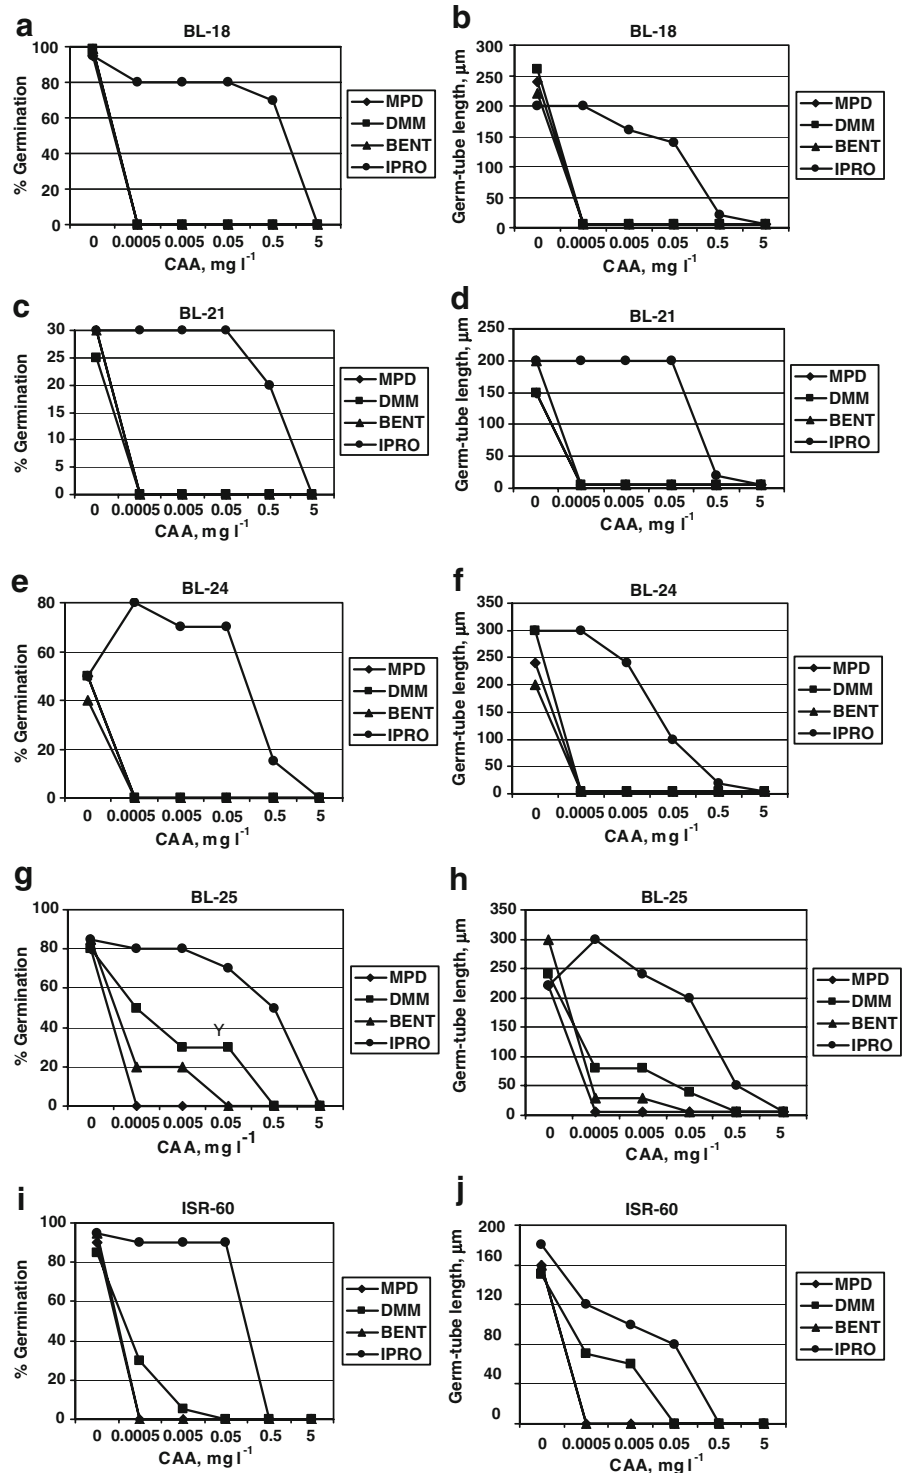 a
BL-18
100
80
60
40
20
0
% Germination
0 0.0005 0.005 0.05 0.5 5
CAA, mg l-1
MPD
DMM
BENT
IPRO
b
BL-18
300
250
200
150
100
50
0
Germ-tube length, µm
0 0.0005 0.005 0.05 0.5 5
CAA, mg l-1
MPD
DMM
BENT
IPRO
c
BL-21
30
25
20
15
10
5
0
% Germination
0 0.0005 0.005 0.05 0.5 5
CAA, mg l-1
MPD
DMM
BENT
IPRO
d
BL-21
250
200
150
100
50
0
Germ-tube length, µm
0 0.0005 0.005 0.05 0.5 5
CAA, mg l-1
MPD
DMM
BENT
IPRO
e
BL-24
80
60
40
20
0
% Germination
0 0.0005 0.005 0.05 0.5 5
CAA, mg l-1
MPD
DMM
BENT
IPRO
f
BL-24
350
300
250
200
150
100
50
0
Germ-tube length, µm
0 0.0005 0.005 0.05 0.5 5
CAA, mg l-1
MPD
DMM
BENT
IPRO
g
BL-25
100
80
60
40
20
0
% Germination
Y
0 0.0005 0.005 0.05 0.5 5
CAA, mg l-1
MPD
DMM
BENT
IPRO
h
BL-25
350
300
250
200
150
100
50
0
Germ-tube length, µm
0 0.0005 0.005 0.05 0.5 5
CAA, mg l-1
MPD
DMM
BENT
IPRO
i
ISR-60
100
80
60
40
20
0
% Germination
0 0.0005 0.005 0.05 0.5 5
CAA, mg l-1
MPD
DMM
BENT
IPRO
j
ISR-60
200
160
120
80
40
0
Germ-tube length, µm
0 0.0005 0.005 0.05 0.5 5
CAA, mg l-1
MPD
DMM
BENT
IPRO